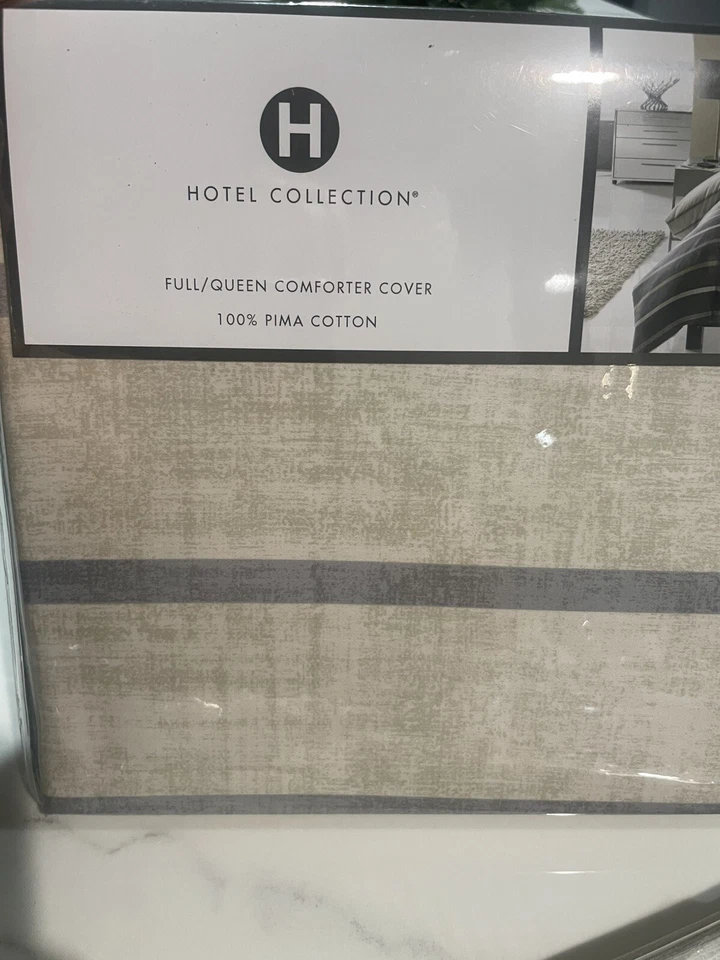 H
HOTEL COLLECTION®
FULL/QUEEN COMFORTER COVER
100% PIMA COTTON